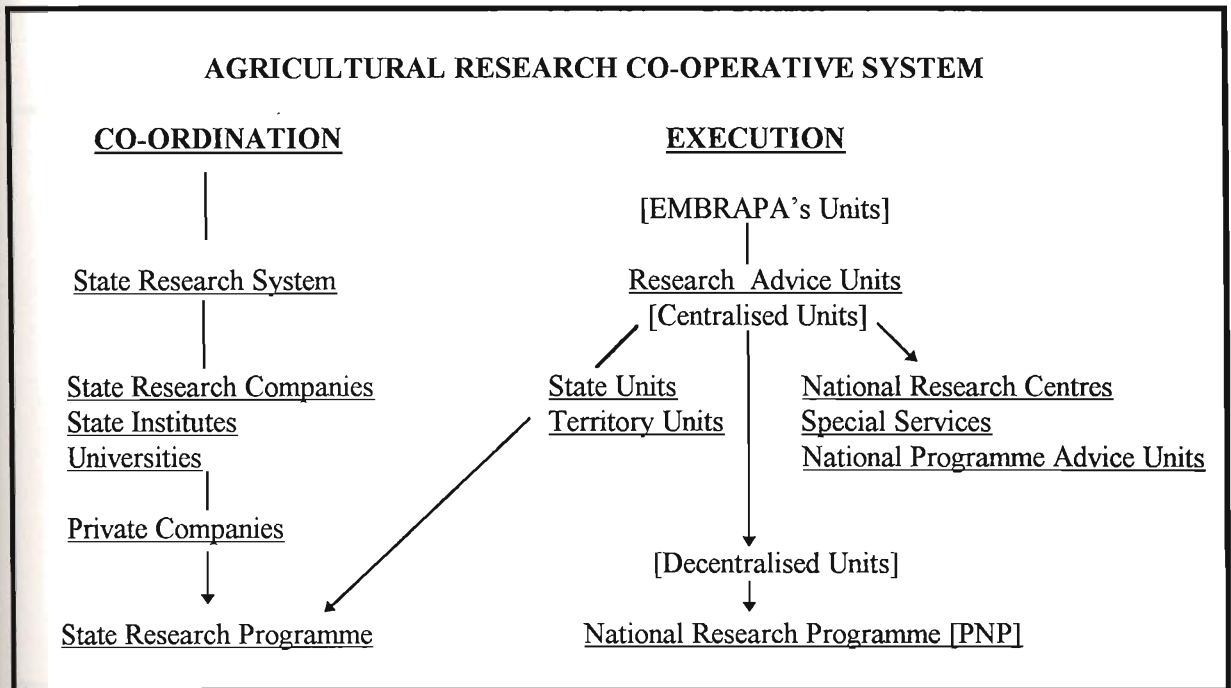 AGRICULTURAL RESEARCH CO-OPERATIVE SYSTEM
CO-ORDINATION
EXECUTION
[EMBRAPA's Units]
State Research System
Research Advice Units
[Centralised Units]
State Research Companies
State Institutes
Universities
State Units
Territory Units
National Research Centres
Special Services
National Programme Advice Units
Private Companies
[Decentralised Units]
State Research Programme
National Research Programme [PNP]